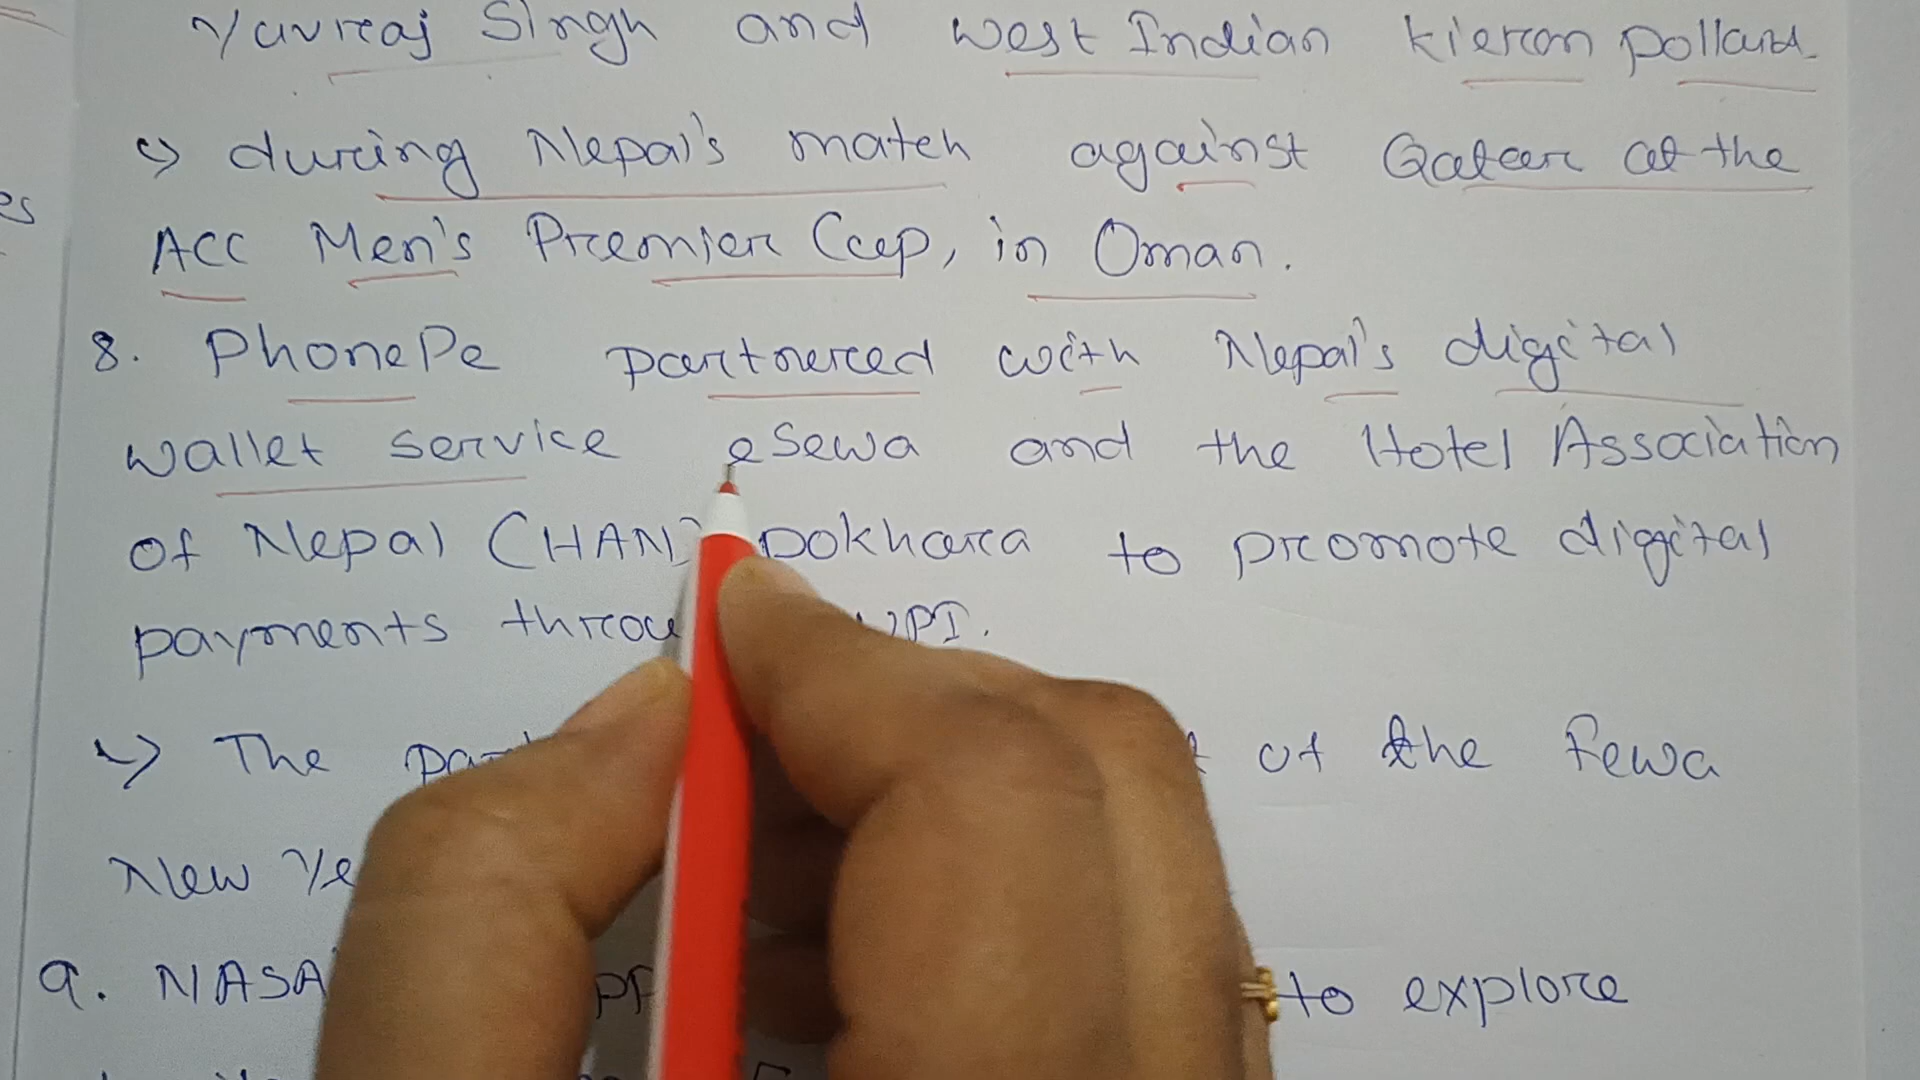 Yuvraj Singh and West Indian Kieron Pollard
↳ during Nepal's match against Qatar at the
ACC Men's Premier Cup, in Oman.
8. PhonePe partnered with Nepal's digital
wallet service eSewa and the Hotel Association
of Nepal (HAN) Pokhara to promote digital
payments UPI.
↳ The of the Fewa
New
9. to explore